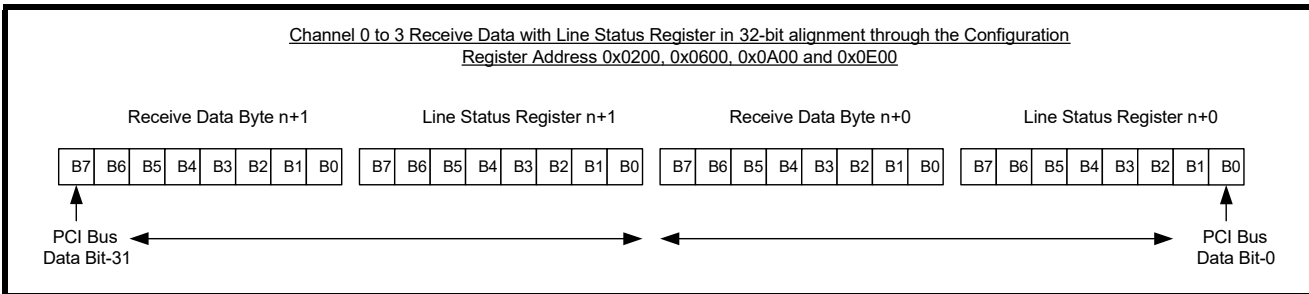 Channel 0 to 3 Receive Data with Line Status Register in 32-bit alignment through the Configuration
Register Address 0x0200, 0x0600, 0x0A00 and 0x0E00
Receive Data Byte n+1 Line Status Register n+1 Receive Data Byte n+0 Line Status Register n+0
B7 B6 B5 B4 B3 B2 B1 B0 B7 B6 B5 B4 B3 B2 B1 B0 B7 B6 B5 B4 B3 B2 B1 B0 B7 B6 B5 B4 B3 B2 B1 B0
PCI Bus
Data Bit-31
PCI Bus
Data Bit-0